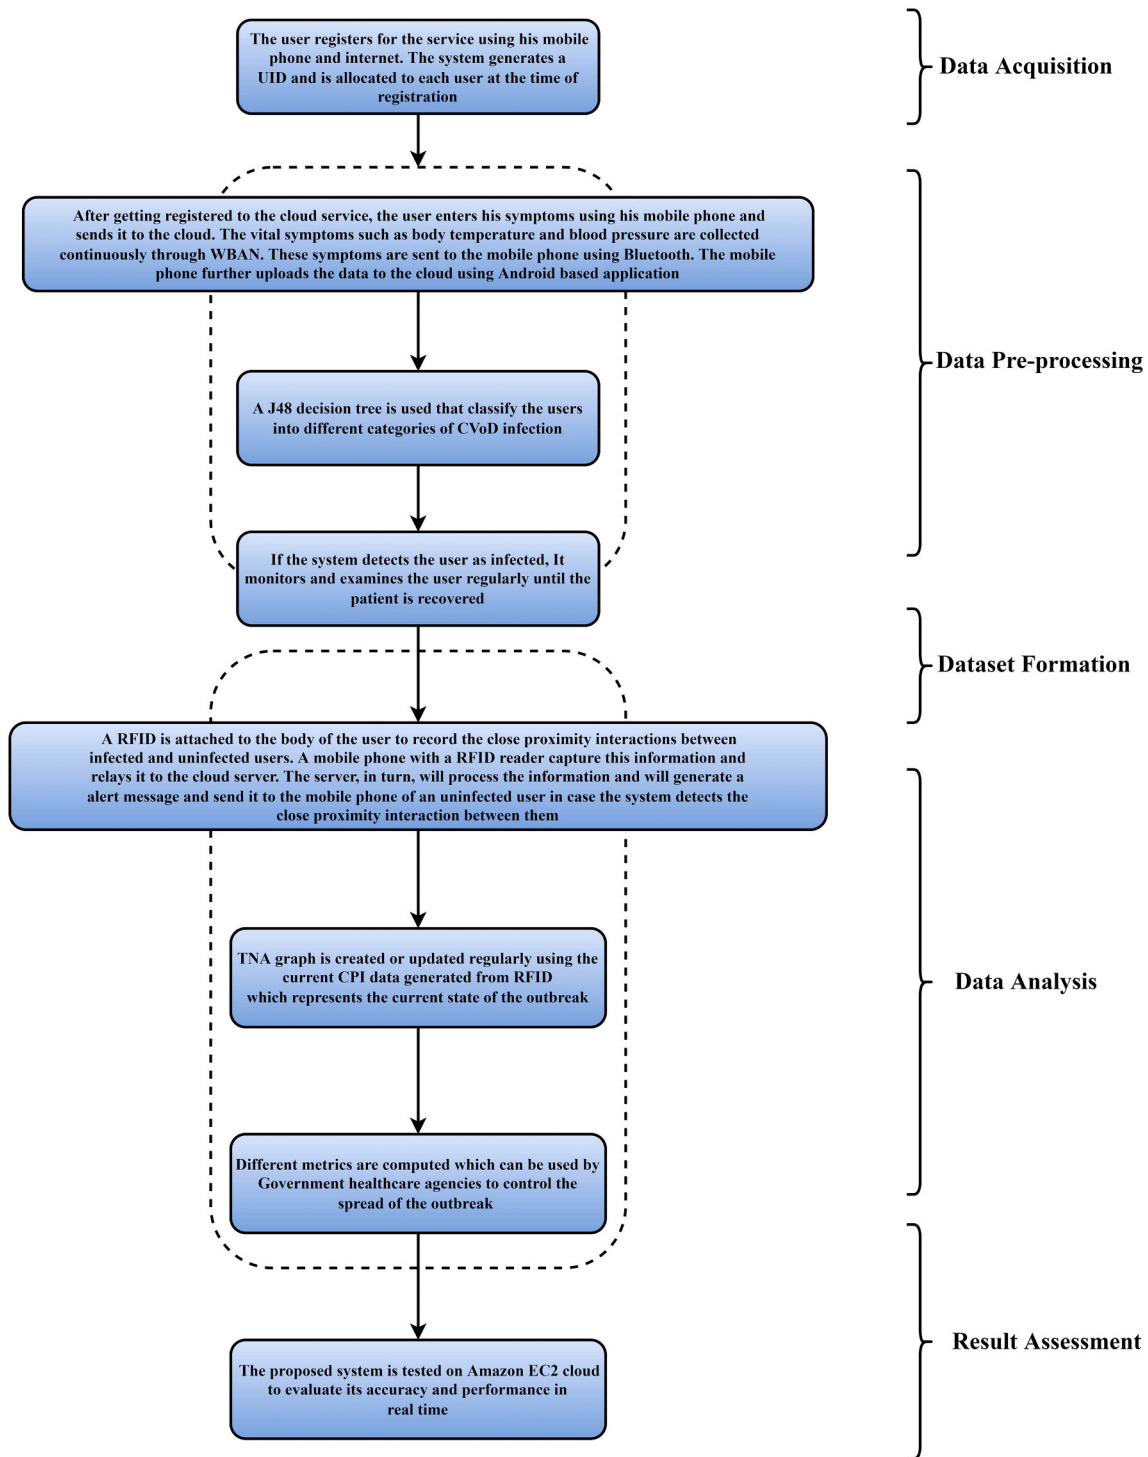 The user registers for the service using his mobile
phone and internet. The system generates a
UID and is allocated to each user at the time of
registration
Data Acquisition
After getting registered to the cloud service, the user enters his symptoms using his mobile phone and
sends it to the cloud. The vital symptoms such as body temperature and blood pressure are collected
continuously through WBAN. These symptoms are sent to the mobile phone using Bluetooth. The mobile
phone further uploads the data to the cloud using Android based application
Data Pre-processing
A J48 decision tree is used that classify the users
into different categories of CVoD infection
If the system detects the user as infected, It
monitors and examines the user regularly until the
patient is recovered
Dataset Formation
A RFID is attached to the body of the user to record the close proximity interactions between
infected and uninfected users. A mobile phone with a RFID reader capture this information and
relays it to the cloud server. The server, in turn, will process the information and will generate a
alert message and send it to the mobile phone of an uninfected user in case the system detects the
close proximity interaction between them
TNA graph is created or updated regularly using the
current CPI data generated from RFID
which represents the current state of the outbreak
Data Analysis
Different metrics are computed which can be used by
Government healthcare agencies to control the
spread of the outbreak
Result Assessment
The proposed system is tested on Amazon EC2 cloud
to evaluate its accuracy and performance in
real time